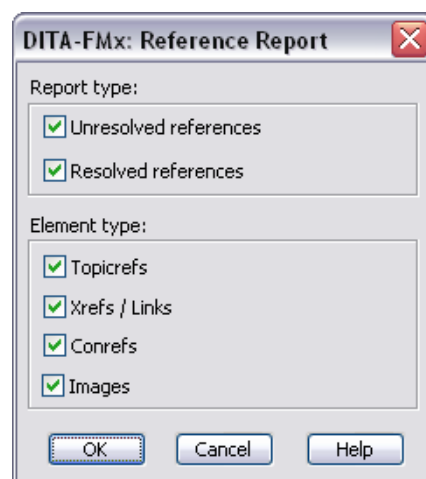 DITA-FMx: Reference Report
Report type:
Unresolved references
Resolved references
Element type:
Topicrefs
Xrefs / Links
Conrefs
Images
OK Cancel Help